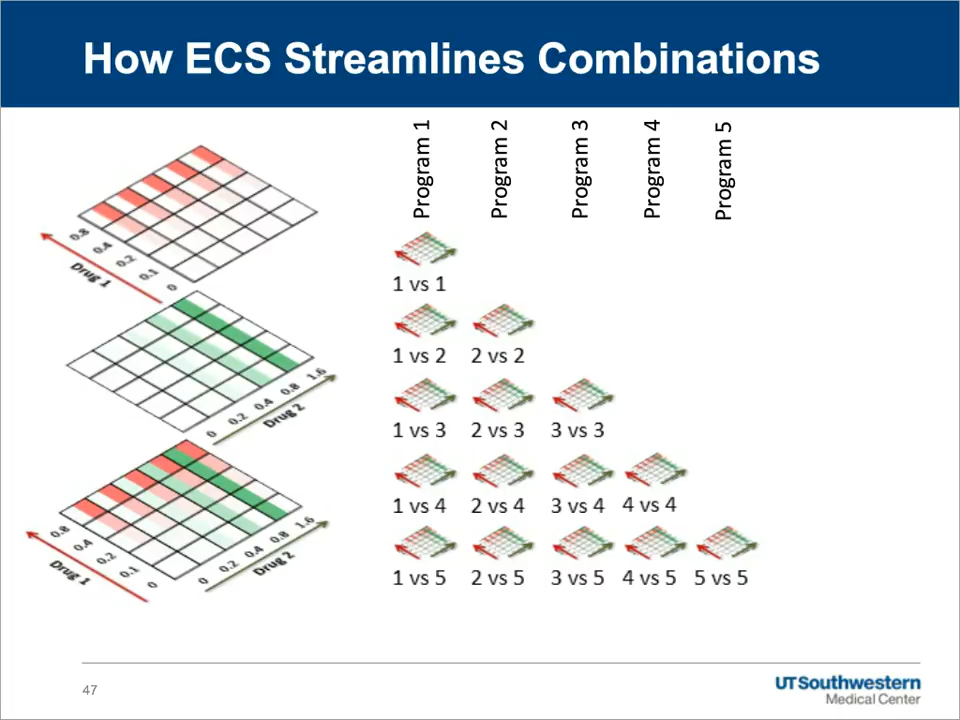 How ECS Streamlines Combinations
Program 1
Program 2
Program 3
Program 4
Program 5
0.8
0.4
0.2
0.1
0
Drug 1
0
0.2
0.4
0.8
1.6
Drug 2
0.8
0.4
0.2
0.1
0
Drug 1
0
0.2
0.4
0.8
1.6
Drug 2
1 vs 1
1 vs 2 2 vs 2
1 vs 3 2 vs 3 3 vs 3
1 vs 4 2 vs 4 3 vs 4 4 vs 4
1 vs 5 2 vs 5 3 vs 5 4 vs 5 5 vs 5
47
UTSouthwestern
Medical Center